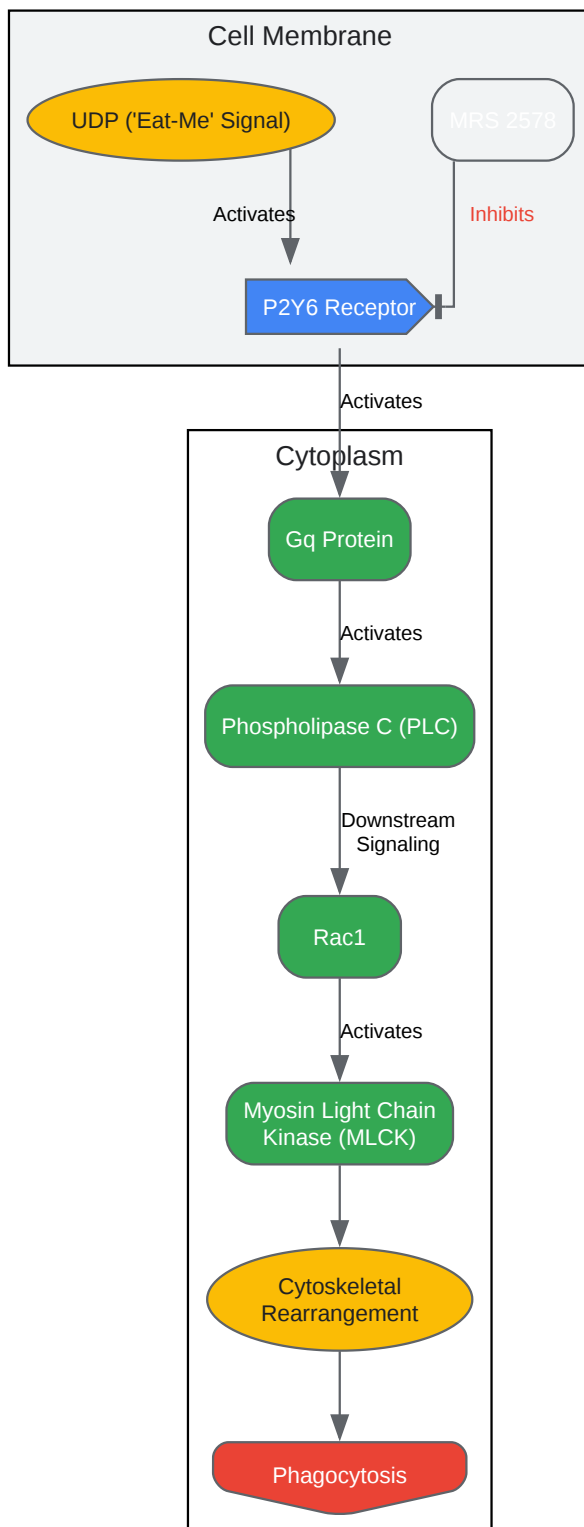 Cell Membrane
UDP ('Eat-Me' Signal)
MRS 2578
Activates
Inhibits
P2Y6 Receptor
Activates
Cytoplasm
Gq Protein
Activates
Phospholipase C (PLC)
Downstream
Signaling
Rac1
Activates
Myosin Light Chain
Kinase (MLCK)
Cytoskeletal
Rearrangement
Phagocytosis